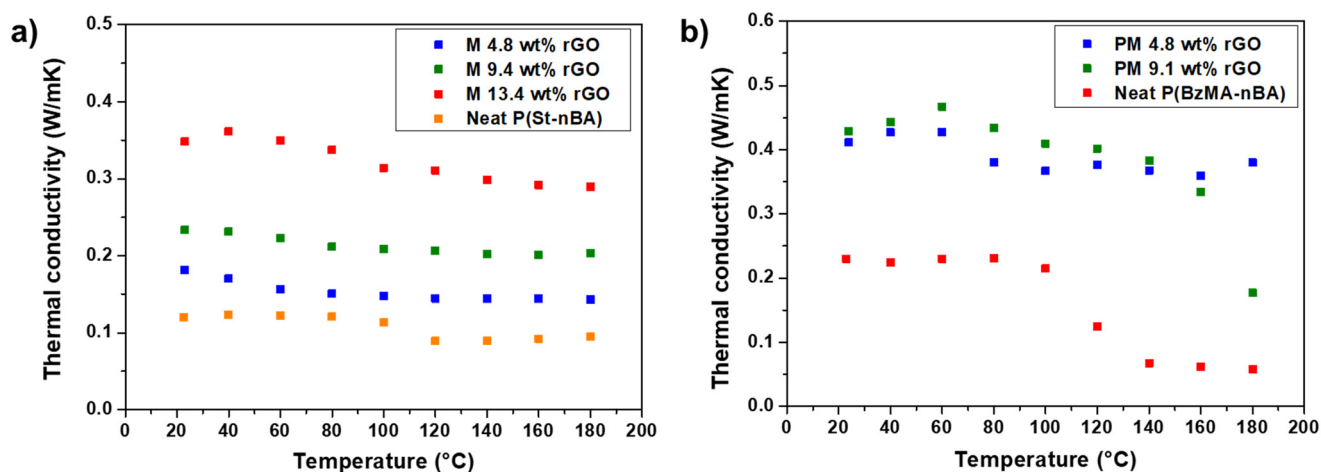 a)
Thermal conductivity (W/mK)
0.5
0.4
0.3
0.2
0.1
0.0
M 4.8 wt% rGO
M 9.4 wt% rGO
M 13.4 wt% rGO
Neat P(St-nBA)
0 20 40 60 80 100 120 140 160 180 200
Temperature (°C)
b)
Thermal conductivity (W/mK)
0.6
0.5
0.4
0.3
0.2
0.1
0.0
PM 4.8 wt% rGO
PM 9.1 wt% rGO
Neat P(BzMA-nBA)
0 20 40 60 80 100 120 140 160 180 200
Temperature (°C)